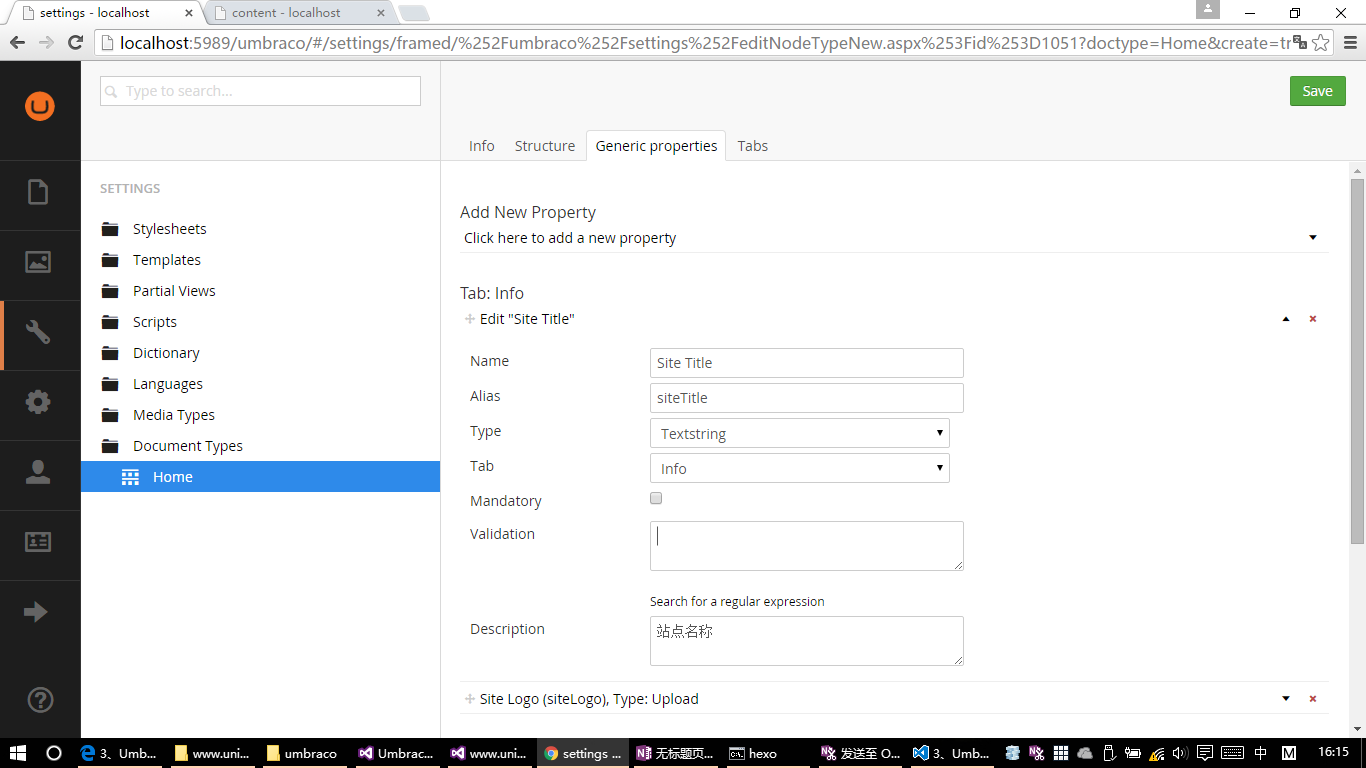 settings - localhost
content - localhost
localhost:5989/umbraco/#/settings/framed/%252Fumbraco%252Fsettings%252FeditNodeTypeNew.aspx%253Fid%253D1051?doctype=Home&create=tr
Type to search...
Save
Info
Structure
Generic properties
Tabs
SETTINGS
Stylesheets
Templates
Partial Views
Scripts
Dictionary
Languages
Media Types
Document Types
Home
Add New Property
Click here to add a new property
Tab: Info
Edit "Site Title"
Name
Site Title
Alias
siteTitle
Type
Textstring
Tab
Info
Mandatory
Validation
Search for a regular expression
Description
站点名称
Site Logo (siteLogo), Type: Upload
3、Umb...
www.uni...
umbraco
Umbrac...
www.uni...
settings ...
无标题页...
hexo
发送至 O...
3、Umb...
中
M
16:15